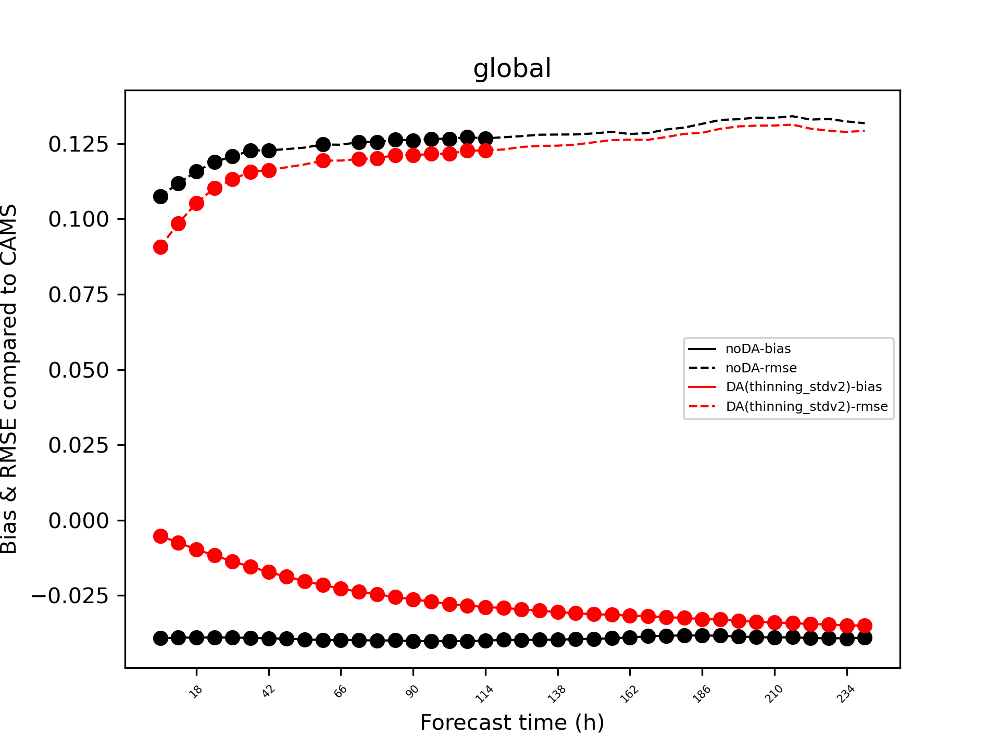 global
Bias & RMSE compared to CAMS
0.125
0.100
0.075
0.050
0.025
0.000
−0.025
noDA-bias
noDA-rmse
DA(thinning_stdv2)-bias
DA(thinning_stdv2)-rmse
18 42 66 90 114 138 162 186 210 234
Forecast time (h)